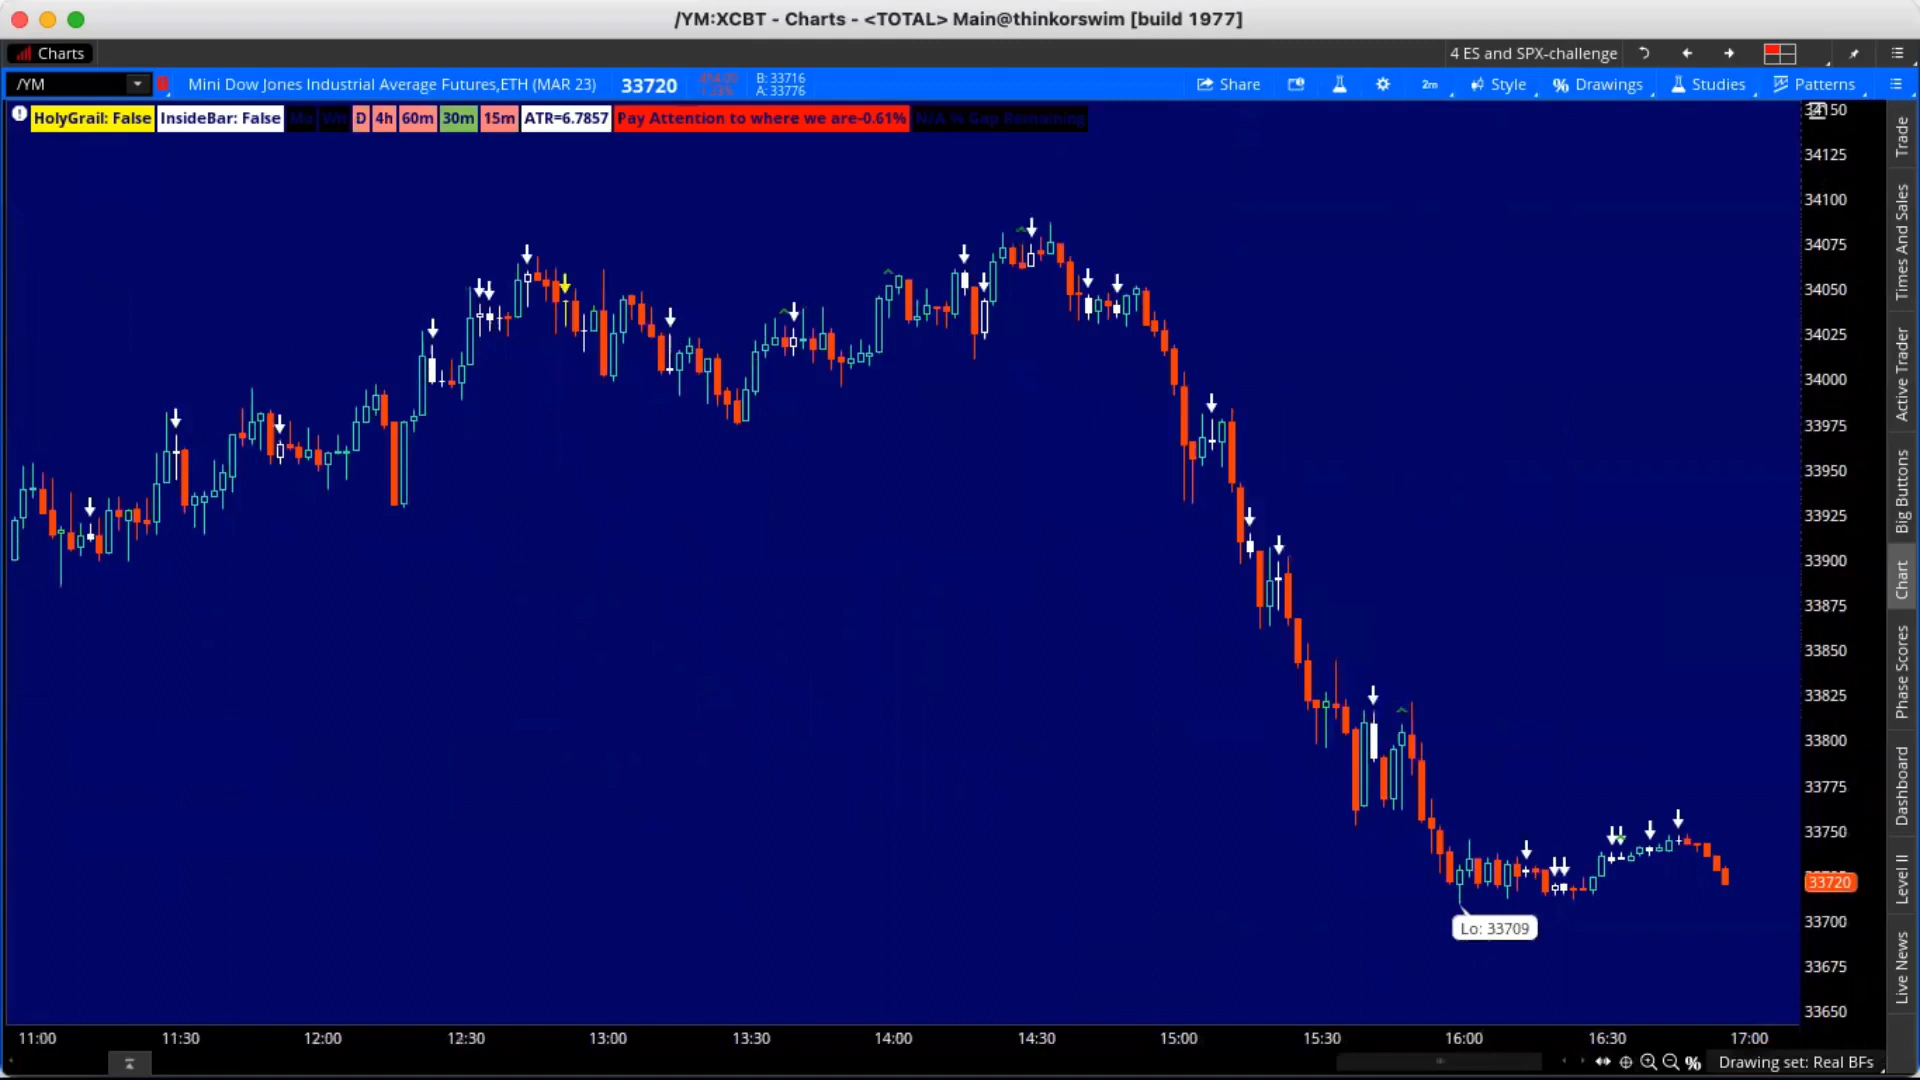 /YM:XCBT - Charts - <TOTAL> Main@thinkorswim [build 1977]
Charts
4 ES and SPX-challenge
/YM
Mini Dow Jones Industrial Average Futures,ETH (MAR 23)
33720
B: 33716
A: 33776
Share
2m
Style
% Drawings
Studies
Patterns
HolyGrail: False
InsideBar: False
Mo
Wk
D
4h
60m
30m
15m
ATR=6.7857
Pay Attention to where we are-0.61%
N/A % Gap Remaining
34150
34125
34100
34075
34050
34025
34000
33975
33950
33925
33900
33875
33850
33825
33800
33775
33750
33720
33700
33675
33650
Lo: 33709
11:00
11:30
12:00
12:30
13:00
13:30
14:00
14:30
15:00
15:30
16:00
16:30
17:00
%
Drawing set: Real BFs
Trade
Times And Sales
Active Trader
Big Buttons
Chart
Phase Scores
Dashboard
Level II
Live News